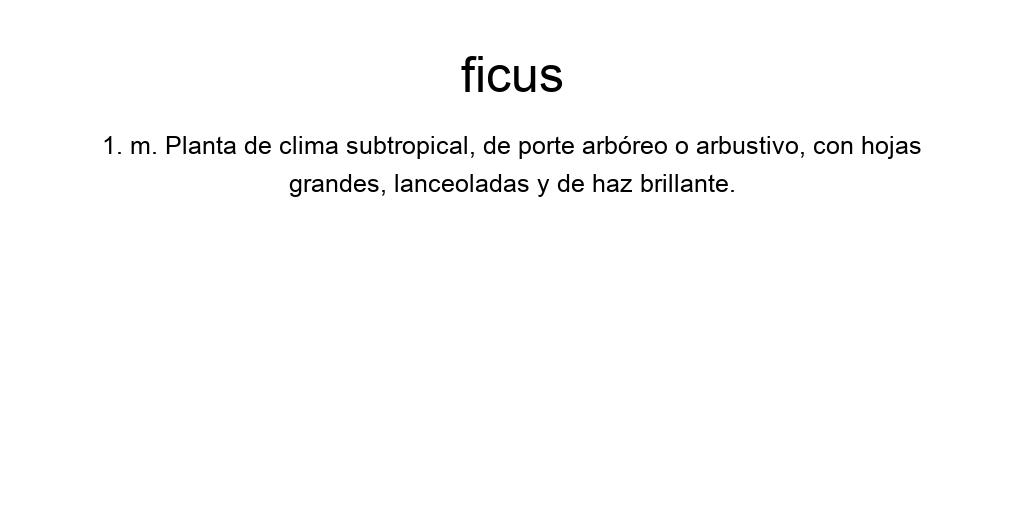 ficus
1. m. Planta de clima subtropical, de porte arbóreo o arbustivo, con hojas
grandes, lanceoladas y de haz brillante.